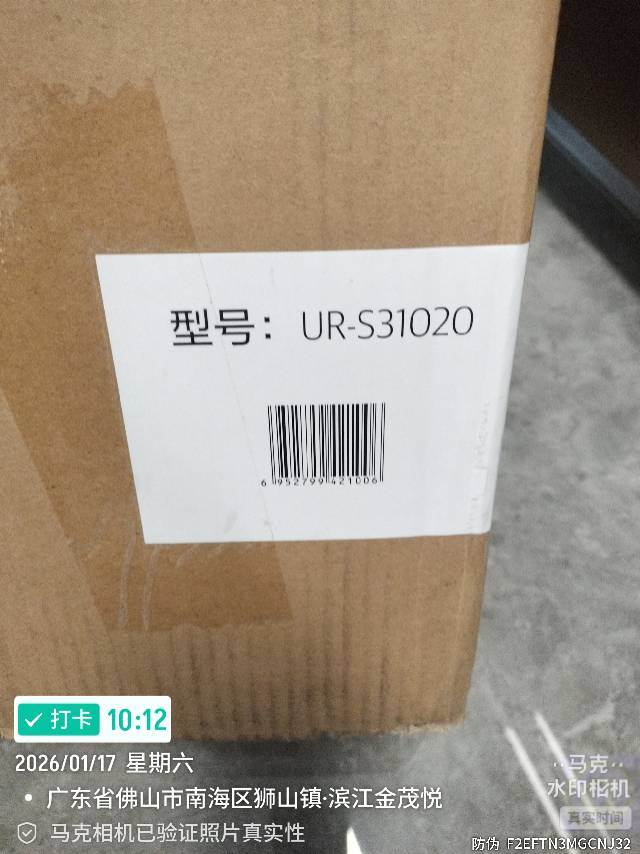 型号： UR-S31020
6 952799 421006
打卡 10:12
2026/01/17 星期六
广东省佛山市南海区狮山镇·滨江金茂悦
马克相机已验证照片真实性
马克
水印相机
真实时间
防伪 F2EFTN3MGCNJ32